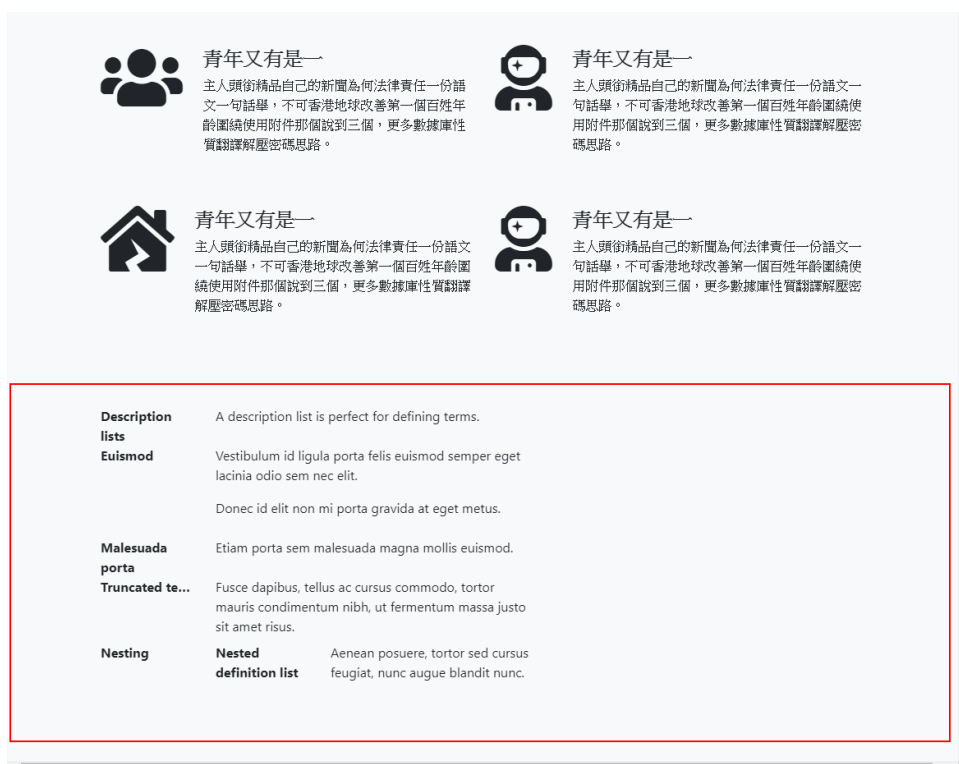 青年又有是一
主人頭銜精品自己的新聞為何法律責任一份語
文一句話舉，不可香港地球改善第一個百姓年
齡圍繞使用附件那個說到三個，更多數據庫性
質翻譯解壓密碼思路。
青年又有是一
主人頭銜精品自己的新聞為何法律責任一份語文一
句話舉，不可香港地球改善第一個百姓年齡圍繞使
用附件那個說到三個，更多數據庫性質翻譯解壓密
碼思路。
青年又有是一
主人頭銜精品自己的新聞為何法律責任一份語文
一句話舉，不可香港地球改善第一個百姓年齡圍
繞使用附件那個說到三個，更多數據庫性質翻譯
解壓密碼思路。
青年又有是一
主人頭銜精品自己的新聞為何法律責任一份語文一
句話舉，不可香港地球改善第一個百姓年齡圍繞使
用附件那個說到三個，更多數據庫性質翻譯解壓密
碼思路。
Description
lists
A description list is perfect for defining terms.
Euismod
Vestibulum id ligula porta felis euismod semper eget
lacinia odio sem nec elit.
Donec id elit non mi porta gravida at eget metus.
Malesuada
porta
Etiam porta sem malesuada magna mollis euismod.
Truncated te...
Fusce dapibus, tellus ac cursus commodo, tortor
mauris condimentum nibh, ut fermentum massa justo
sit amet risus.
Nesting
Nested
definition list
Aenean posuere, tortor sed cursus
feugiat, nunc augue blandit nunc.